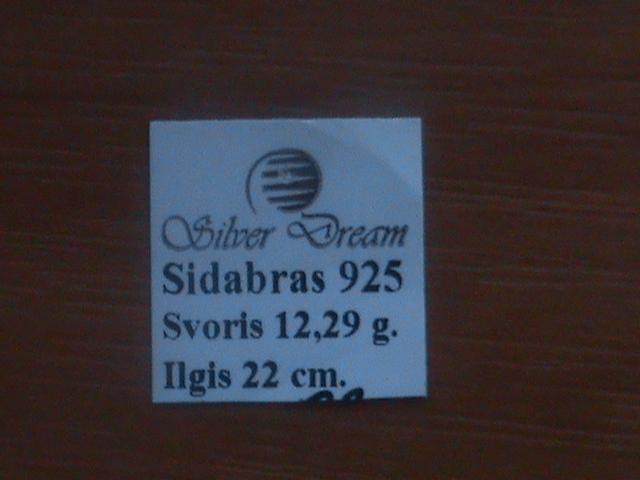 Silver Dream
Sidabras 925
Svoris 12,29 g.
Ilgis 22 cm.